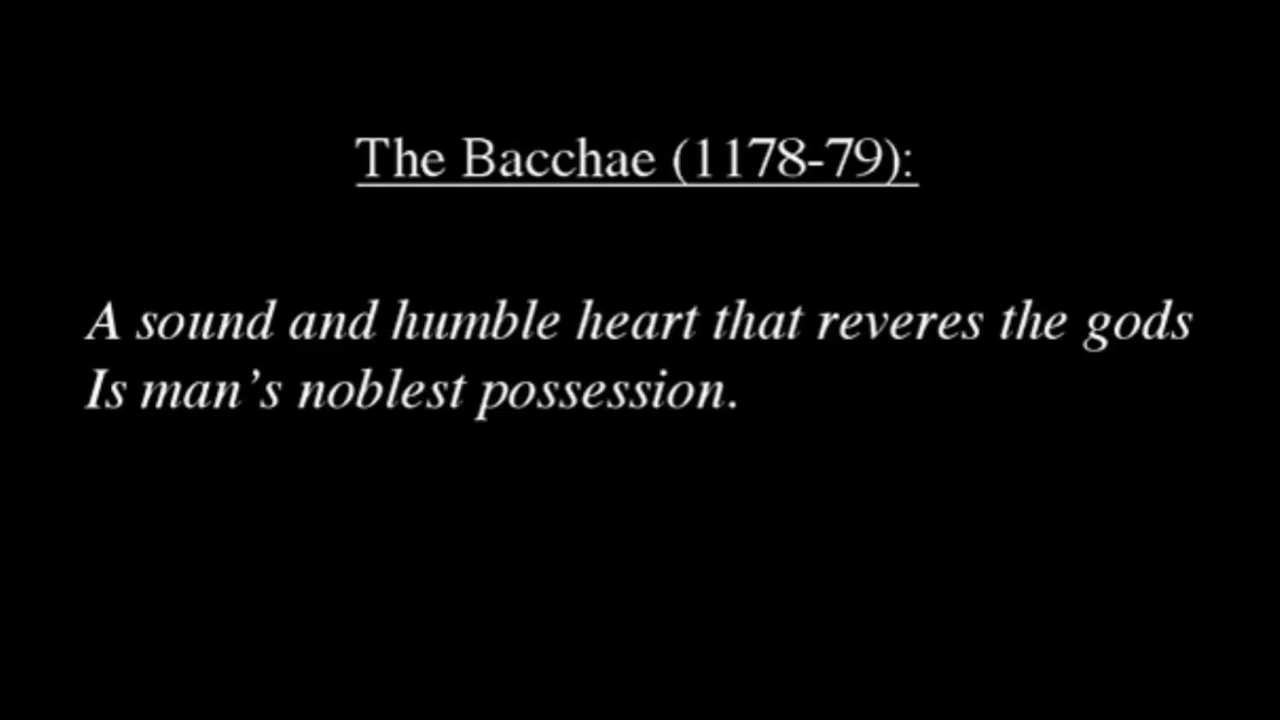 The Bacchae (1178-79):
A sound and humble heart that reveres the gods
Is man’s noblest possession.